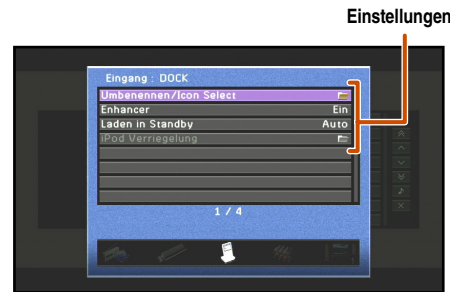 Einstellungen
Eingang : DOCK
Umbenennen/Icon Select
Enhancer Ein
Laden in Standby Auto
iPod Verriegelung
1 / 4